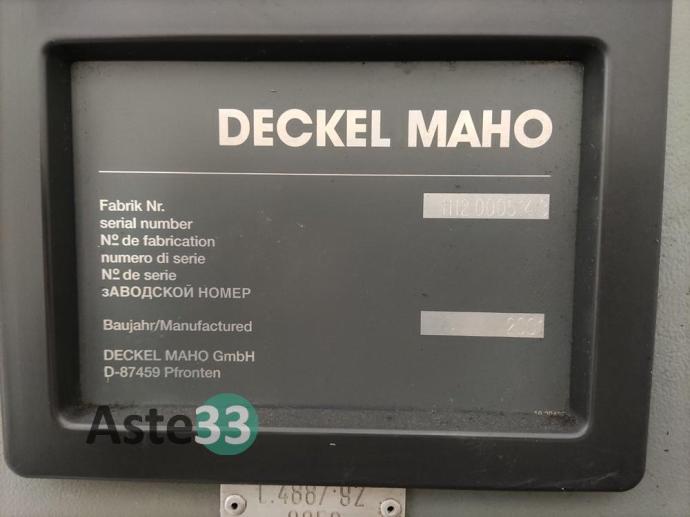 DECKEL MAHO
Fabrik Nr.
serial number
Nº de fabrication
numero di serie
Nº de serie
зАВОДСКОЙ НОМЕР
Baujahr/Manufactured
2001
DECKEL MAHO GmbH
D-87459 Pfronten
Aste33